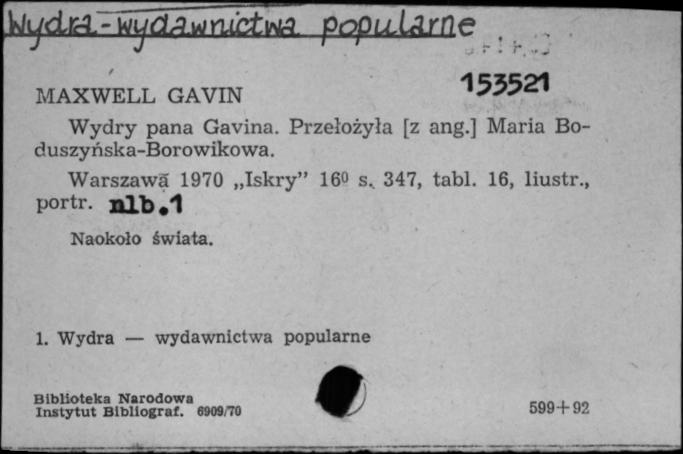 Wydra-wydawnictwa popularne
153521
MAXWELL GAVIN
Wydry pana Gavina. Przełożyła [z ang.] Maria Bo-
duszyńska-Borowikowa.
Warszawa 1970 „Iskry” 16⁰ s. 347, tabl. 16, liustr.,
portr. nlb.1
Naokoło świata.
1. Wydra — wydawnictwa popularne
Biblioteka Narodowa
Instytut Bibliograf. 6909/70
599+92